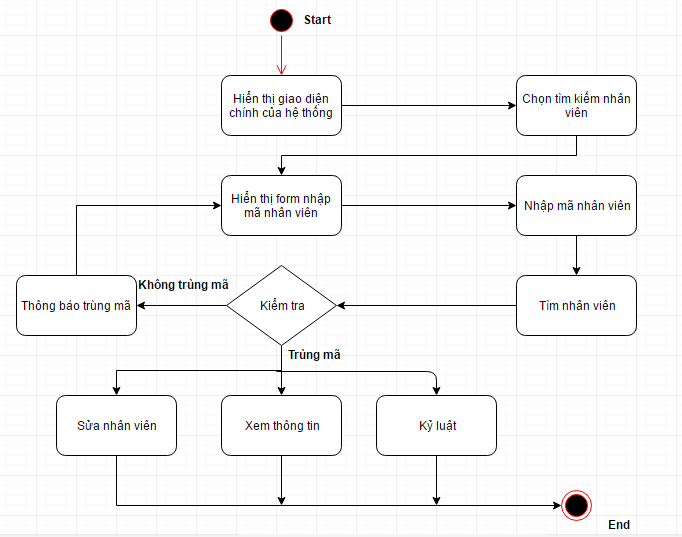 Start
Hiển thị giao diện
chính của hệ thống
Chọn tìm kiếm nhân
viên
Hiển thị form nhập
mã nhân viên
Nhập mã nhân viên
Không trùng mã
Thông báo trùng mã
Kiểm tra
Tìm nhân viên
Trùng mã
Sửa nhân viên
Xem thông tin
Kỷ luật
End